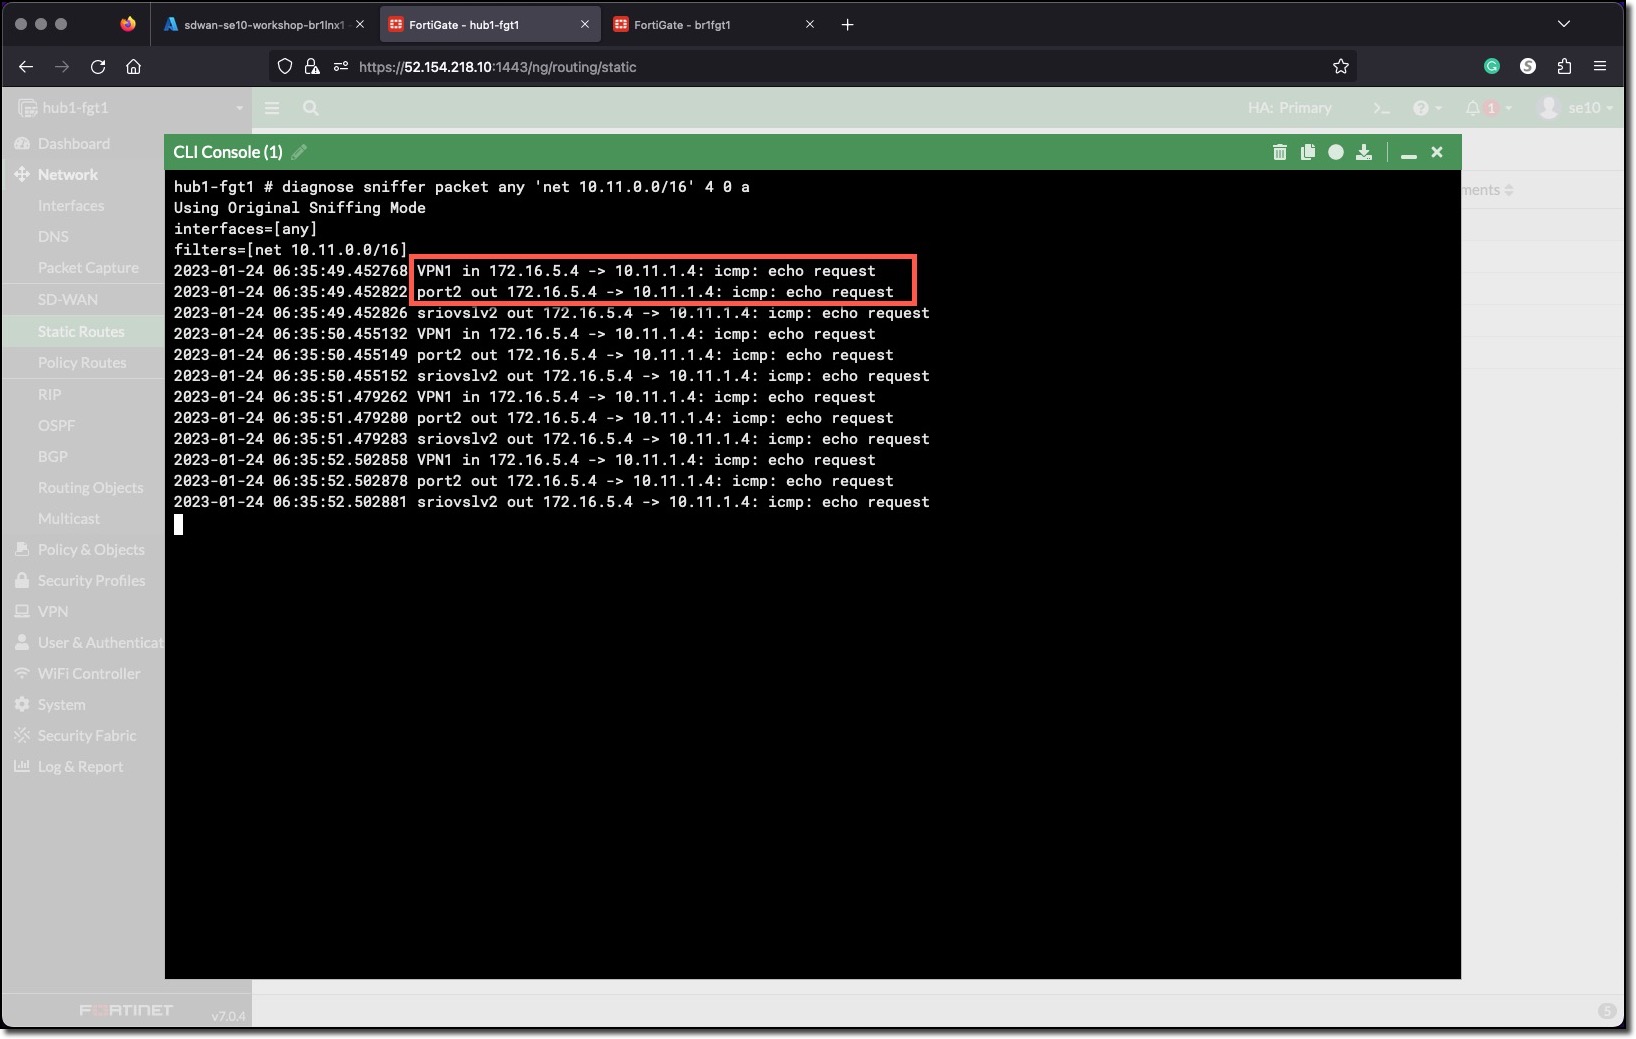 sdwan-se10-workshop-br1lnx1
FortiGate - hub1-fgt1
FortiGate - br1fgt1
https://52.154.218.10:1443/ng/routing/static
hub1-fgt1
HA: Primary
>_
1
se10
Dashboard
Network
Interfaces
DNS
Packet Capture
SD-WAN
Static Routes
Policy Routes
RIP
OSPF
BGP
Routing Objects
Multicast
Policy & Objects
Security Profiles
VPN
User & Authenticat
WiFi Controller
System
Security Fabric
Log & Report
FORTINET
v7.0.4
ments
CLI Console (1)
hub1-fgt1 # diagnose sniffer packet any 'net 10.11.0.0/16' 4 0 a
Using Original Sniffing Mode
interfaces=[any]
filters=[net 10.11.0.0/16]
2023-01-24 06:35:49.452768 VPN1 in 172.16.5.4 -> 10.11.1.4: icmp: echo request
2023-01-24 06:35:49.452822 port2 out 172.16.5.4 -> 10.11.1.4: icmp: echo request
2023-01-24 06:35:49.452826 sriovslv2 out 172.16.5.4 -> 10.11.1.4: icmp: echo request
2023-01-24 06:35:50.455132 VPN1 in 172.16.5.4 -> 10.11.1.4: icmp: echo request
2023-01-24 06:35:50.455149 port2 out 172.16.5.4 -> 10.11.1.4: icmp: echo request
2023-01-24 06:35:50.455152 sriovslv2 out 172.16.5.4 -> 10.11.1.4: icmp: echo request
2023-01-24 06:35:51.479262 VPN1 in 172.16.5.4 -> 10.11.1.4: icmp: echo request
2023-01-24 06:35:51.479280 port2 out 172.16.5.4 -> 10.11.1.4: icmp: echo request
2023-01-24 06:35:51.479283 sriovslv2 out 172.16.5.4 -> 10.11.1.4: icmp: echo request
2023-01-24 06:35:52.502858 VPN1 in 172.16.5.4 -> 10.11.1.4: icmp: echo request
2023-01-24 06:35:52.502878 port2 out 172.16.5.4 -> 10.11.1.4: icmp: echo request
2023-01-24 06:35:52.502881 sriovslv2 out 172.16.5.4 -> 10.11.1.4: icmp: echo request
5